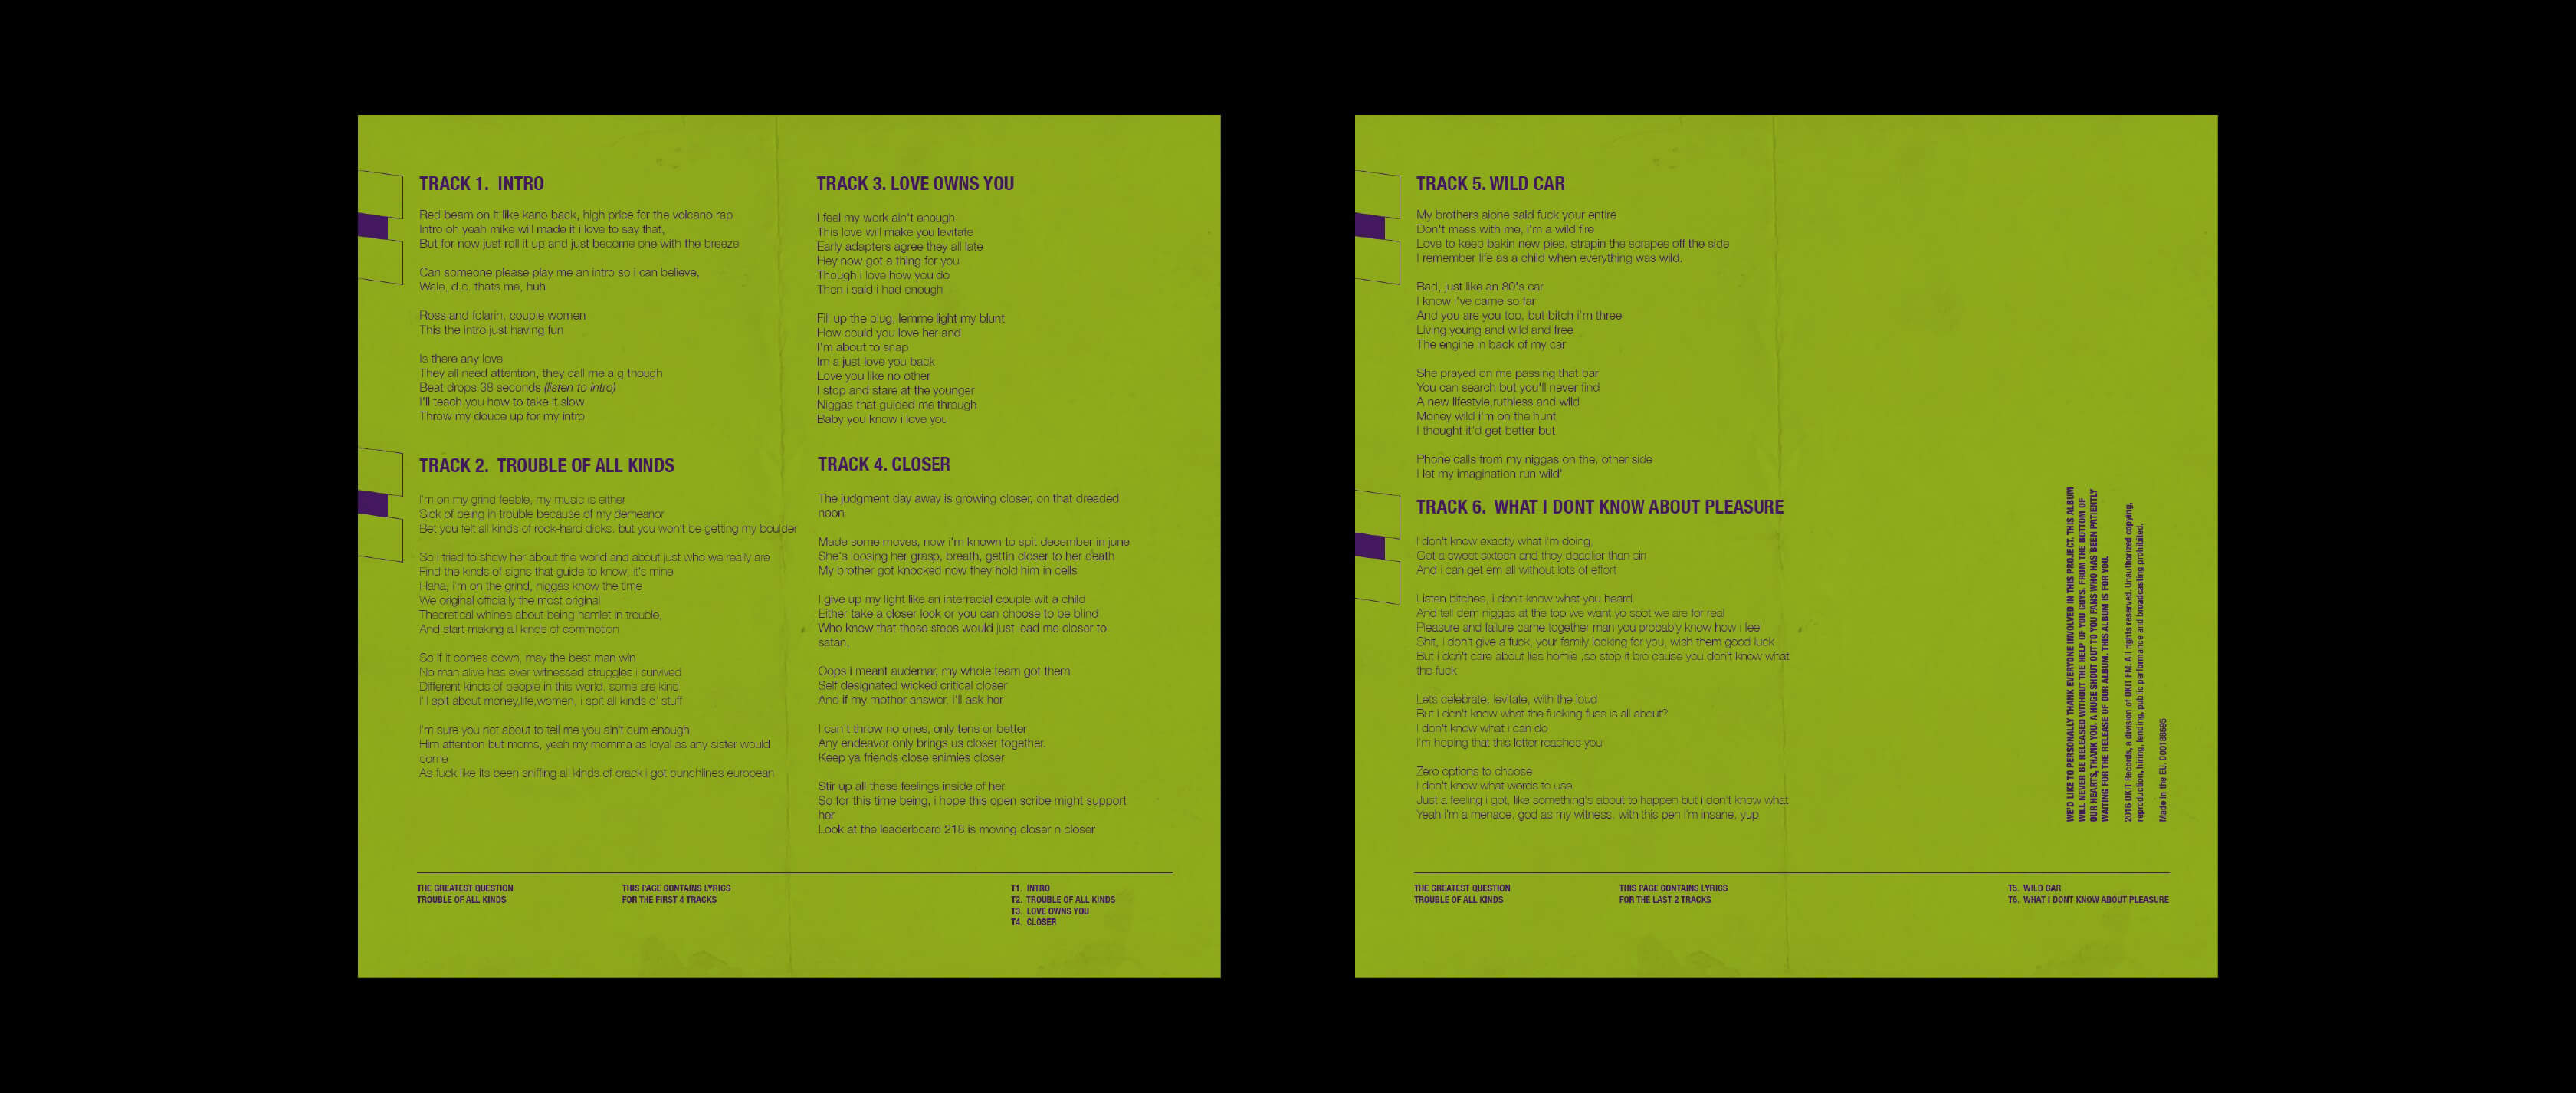 TRACK 1. INTRO
Red beam on it like kano back, high price for the volcano rap
Intro oh yeah mike will made it i love to say that,
But for now just roll it up and just become one with the breeze
Can someone please play me an intro so i can believe,
Wale, d.c. thats me, huh
Ross and folarin, couple women
This the intro just having fun
Is there any love
They all need attention, they call me a g though
Beat drops 38 seconds (listen to intro)
I'll teach you how to take it slow
Throw my douce up for my intro
TRACK 2. TROUBLE OF ALL KINDS
I'm on my grind feeble, my music is either
Sick of being in trouble because of my demeanor
Bet you felt all kinds of rock-hard dicks, but you won't be getting my boulder
So i tried to show her about the world and about just who we really are
Find the kinds of signs that guide to know, it's mine
Haha, i'm on the grind, niggas know the time
We original officially the most original
Theoretical whines about being hamlet in trouble,
And start making all kinds of commotion
So if it comes down, may the best man win
No man alive has ever witnessed struggles i survived
Different kinds of people in this world, some are kind
I'll spit about money,life,women, i spit all kinds o' stuff
I'm sure you not about to tell me you ain't cum enough
Him attention but moms, yeah my momma as loyal as any sister would
come
As fuck like its been sniffing all kinds of crack i got punchlines european
TRACK 3. LOVE OWNS YOU
I feel my work ain't enough
This love will make you levitate
Early adapters agree they all late
Hey now got a thing for you
Though i love how you do
Then i said i had enough
Fill up the plug, lemme light my blunt
How could you love her and
I'm about to snap
Im a just love you back
Love you like no other
I stop and stare at the younger
Niggas that guided me through
Baby you know i love you
TRACK 4. CLOSER
The judgment day away is growing closer, on that dreaded
noon
Made some moves, now i'm known to spit december in june
She's loosing her grasp, breath, gettin closer to her death
My brother got knocked now they hold him in cells
I give up my light like an interracial couple wit a child
Either take a closer look or you can choose to be blind
Who knew that these steps would just lead me closer to
satan,
Oops i meant audemar, my whole team got them
Self designated wicked critical closer
And if my mother answer, i'll ask her
I can't throw no ones, only tens or better
Any endeavor only brings us closer together.
Keep ya friends close enimies closer
Stir up all these feelings inside of her
So for this time being, i hope this open scribe might support
her
Look at the leaderboard 218 is moving closer n closer
THE GREATEST QUESTION
TROUBLE OF ALL KINDS
THIS PAGE CONTAINS LYRICS
FOR THE FIRST 4 TRACKS
T1. INTRO
T2. TROUBLE OF ALL KINDS
T3. LOVE OWNS YOU
T4. CLOSER
TRACK 5. WILD CAR
My brothers alone said fuck your entire
Don't mess with me, i'm a wild fire
Love to keep bakin new pies, strapin the scrapes off the side
I remember life as a child when everything was wild.
Bad, just like an 80's car
I know i've came so far
And you are you too, but bitch i'm three
Living young and wild and free
The engine in back of my car
She prayed on me passing that bar
You can search but you'll never find
A new lifestyle,ruthless and wild
Money wild i'm on the hunt
I thought it'd get better but
Phone calls from my niggas on the, other side
I let my imagination run wild'
TRACK 6. WHAT I DONT KNOW ABOUT PLEASURE
I don't know exactly what i'm doing,
Got a sweet sixteen and they deadlier than sin
And i can get em all without lots of effort
Listen bitches, i don't know what you heard
And tell dem niggas at the top we want yo spot we are for real
Pleasure and failure came together man you probably know how i feel
Shit, i don't give a fuck, your family looking for you, wish them good luck
But i don't care about lies homie ,so stop it bro cause you don't know what
the fuck
Lets celebrate, levitate, with the loud
But i don't know what the fucking fuss is all about?
I don't know what i can do
I'm hoping that this letter reaches you
Zero options to choose
I don't know what words to use
Just a feeling i got, like something's about to happen but i don't know what
Yeah i'm a menace, god as my witness, with this pen i'm insane, yup
WE'D LIKE TO PERSONALLY THANK EVERYONE INVOLVED IN THIS PROJECT. THIS ALBUM
WILL NEVER BE RELEASED WITHOUT THE HELP OF YOU GUYS. FROM THE BOTTOM OF
OUR HEARTS, THANK YOU. A HUGE SHOUT OUT TO YOU FANS WHO HAS BEEN PATIENTLY
WAITING FOR THE RELEASE OF OUR ALBUM. THIS ALBUM IS FOR YOU.
2016 DKIT Records, a division of DKIT FM. All rights reserved. Unauthorized copying,
reproduction, hiring, lending, public performance and broadcasting prohibited.
Made in the EU. D00188695
THE GREATEST QUESTION
TROUBLE OF ALL KINDS
THIS PAGE CONTAINS LYRICS
FOR THE LAST 2 TRACKS
T5. WILD CAR
T6. WHAT I DONT KNOW ABOUT PLEASURE